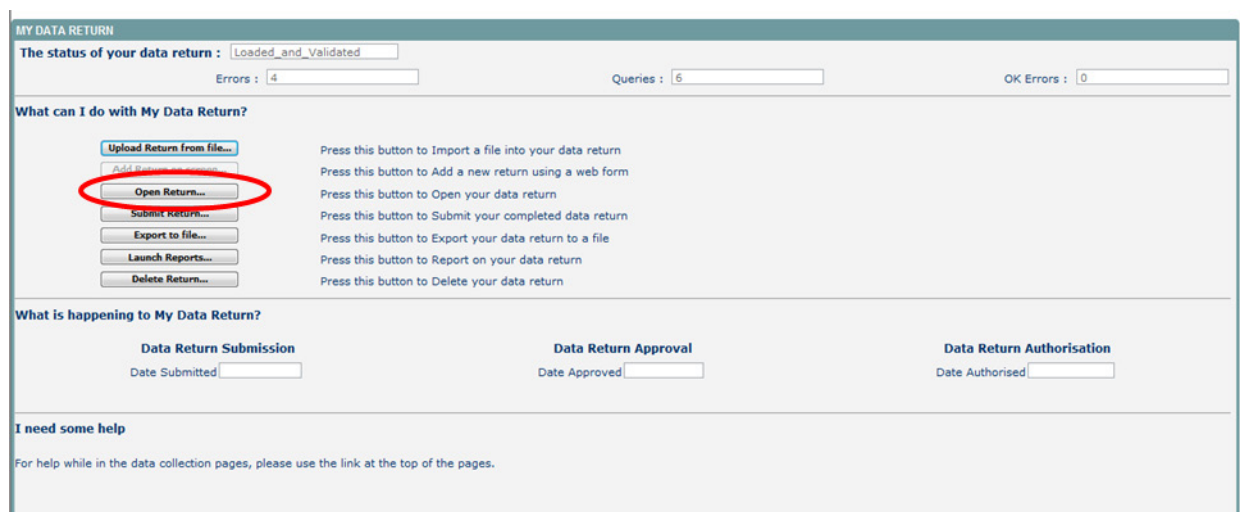 MY DATA RETURN
The status of your data return : Loaded_and_Validated
Errors : 4 Queries : 6 OK Errors : 0
What can I do with My Data Return?
Upload Return from file... Press this button to Import a file into your data return
Add Return on screen... Press this button to Add a new return using a web form
Open Return... Press this button to Open your data return
Submit Return... Press this button to Submit your completed data return
Export to file... Press this button to Export your data return to a file
Launch Reports... Press this button to Report on your data return
Delete Return... Press this button to Delete your data return
What is happening to My Data Return?
Data Return Submission Data Return Approval Data Return Authorisation
Date Submitted Date Approved Date Authorised
I need some help
For help while in the data collection pages, please use the link at the top of the pages.